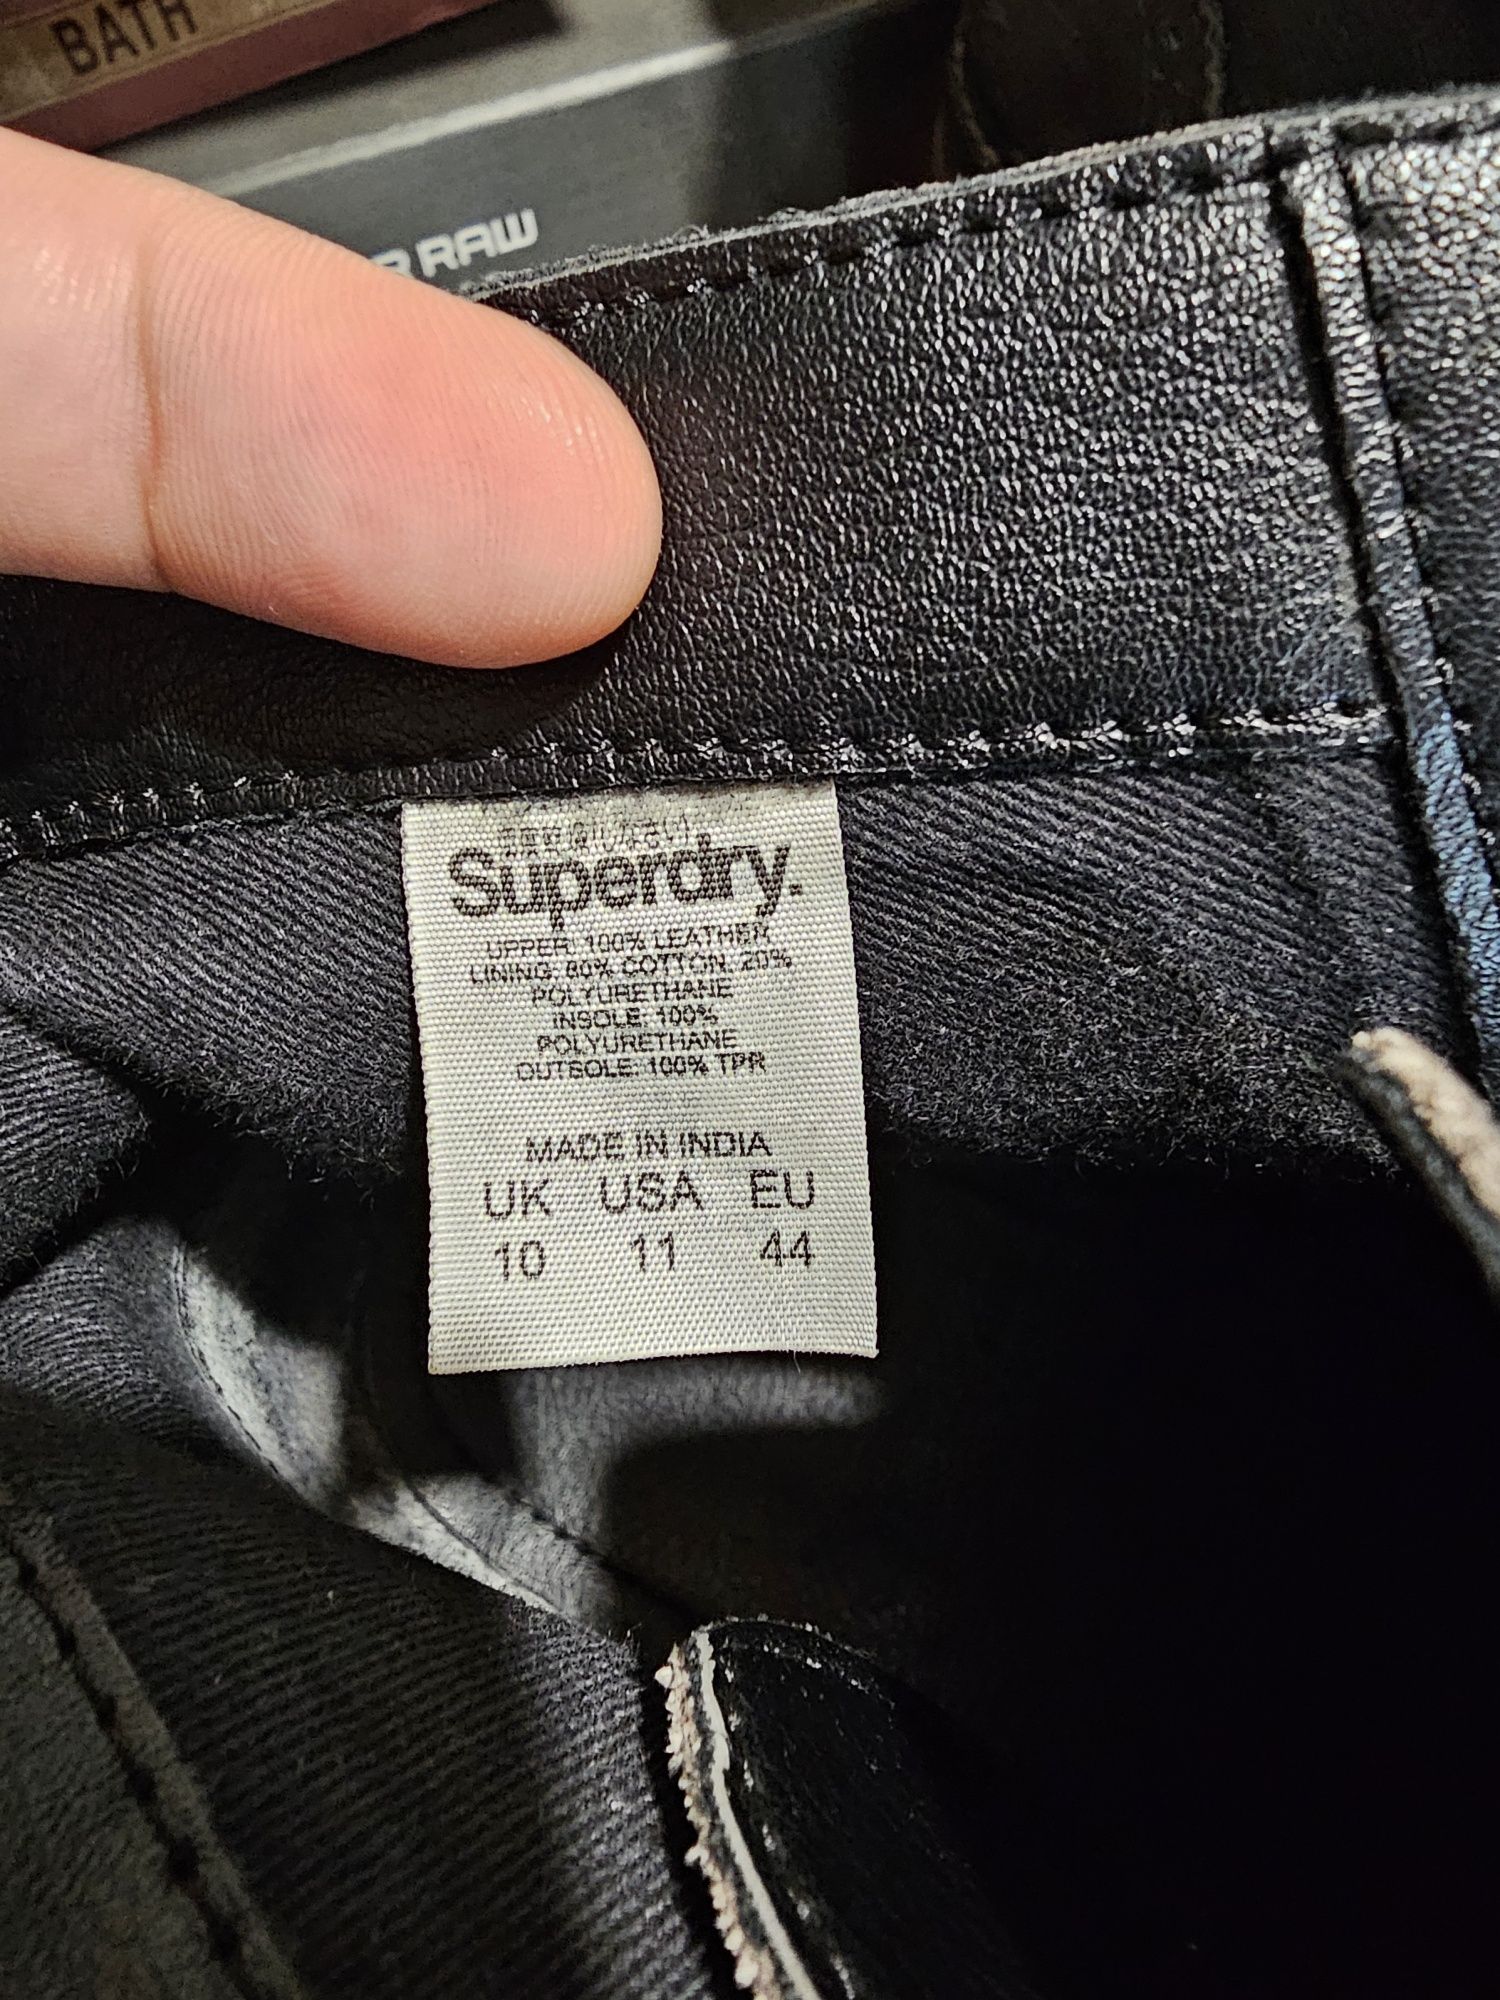 BATH
RAW
Superdry.
UPPER: 100% LEATHER
LINING: 80% COTTON, 20%
POLYURETHANE
INSOLE: 100%
POLYURETHANE
OUTSOLE: 100% TPR
MADE IN INDIA
UK USA EU
10 11 44